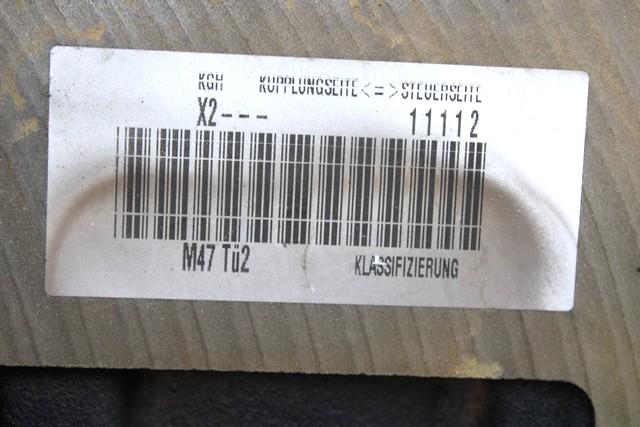 KGH KUPPLUNGSEITE<=>STEUERSEITE
X2--- 11112
M47 Tü2 KLASSIFIZIERUNG